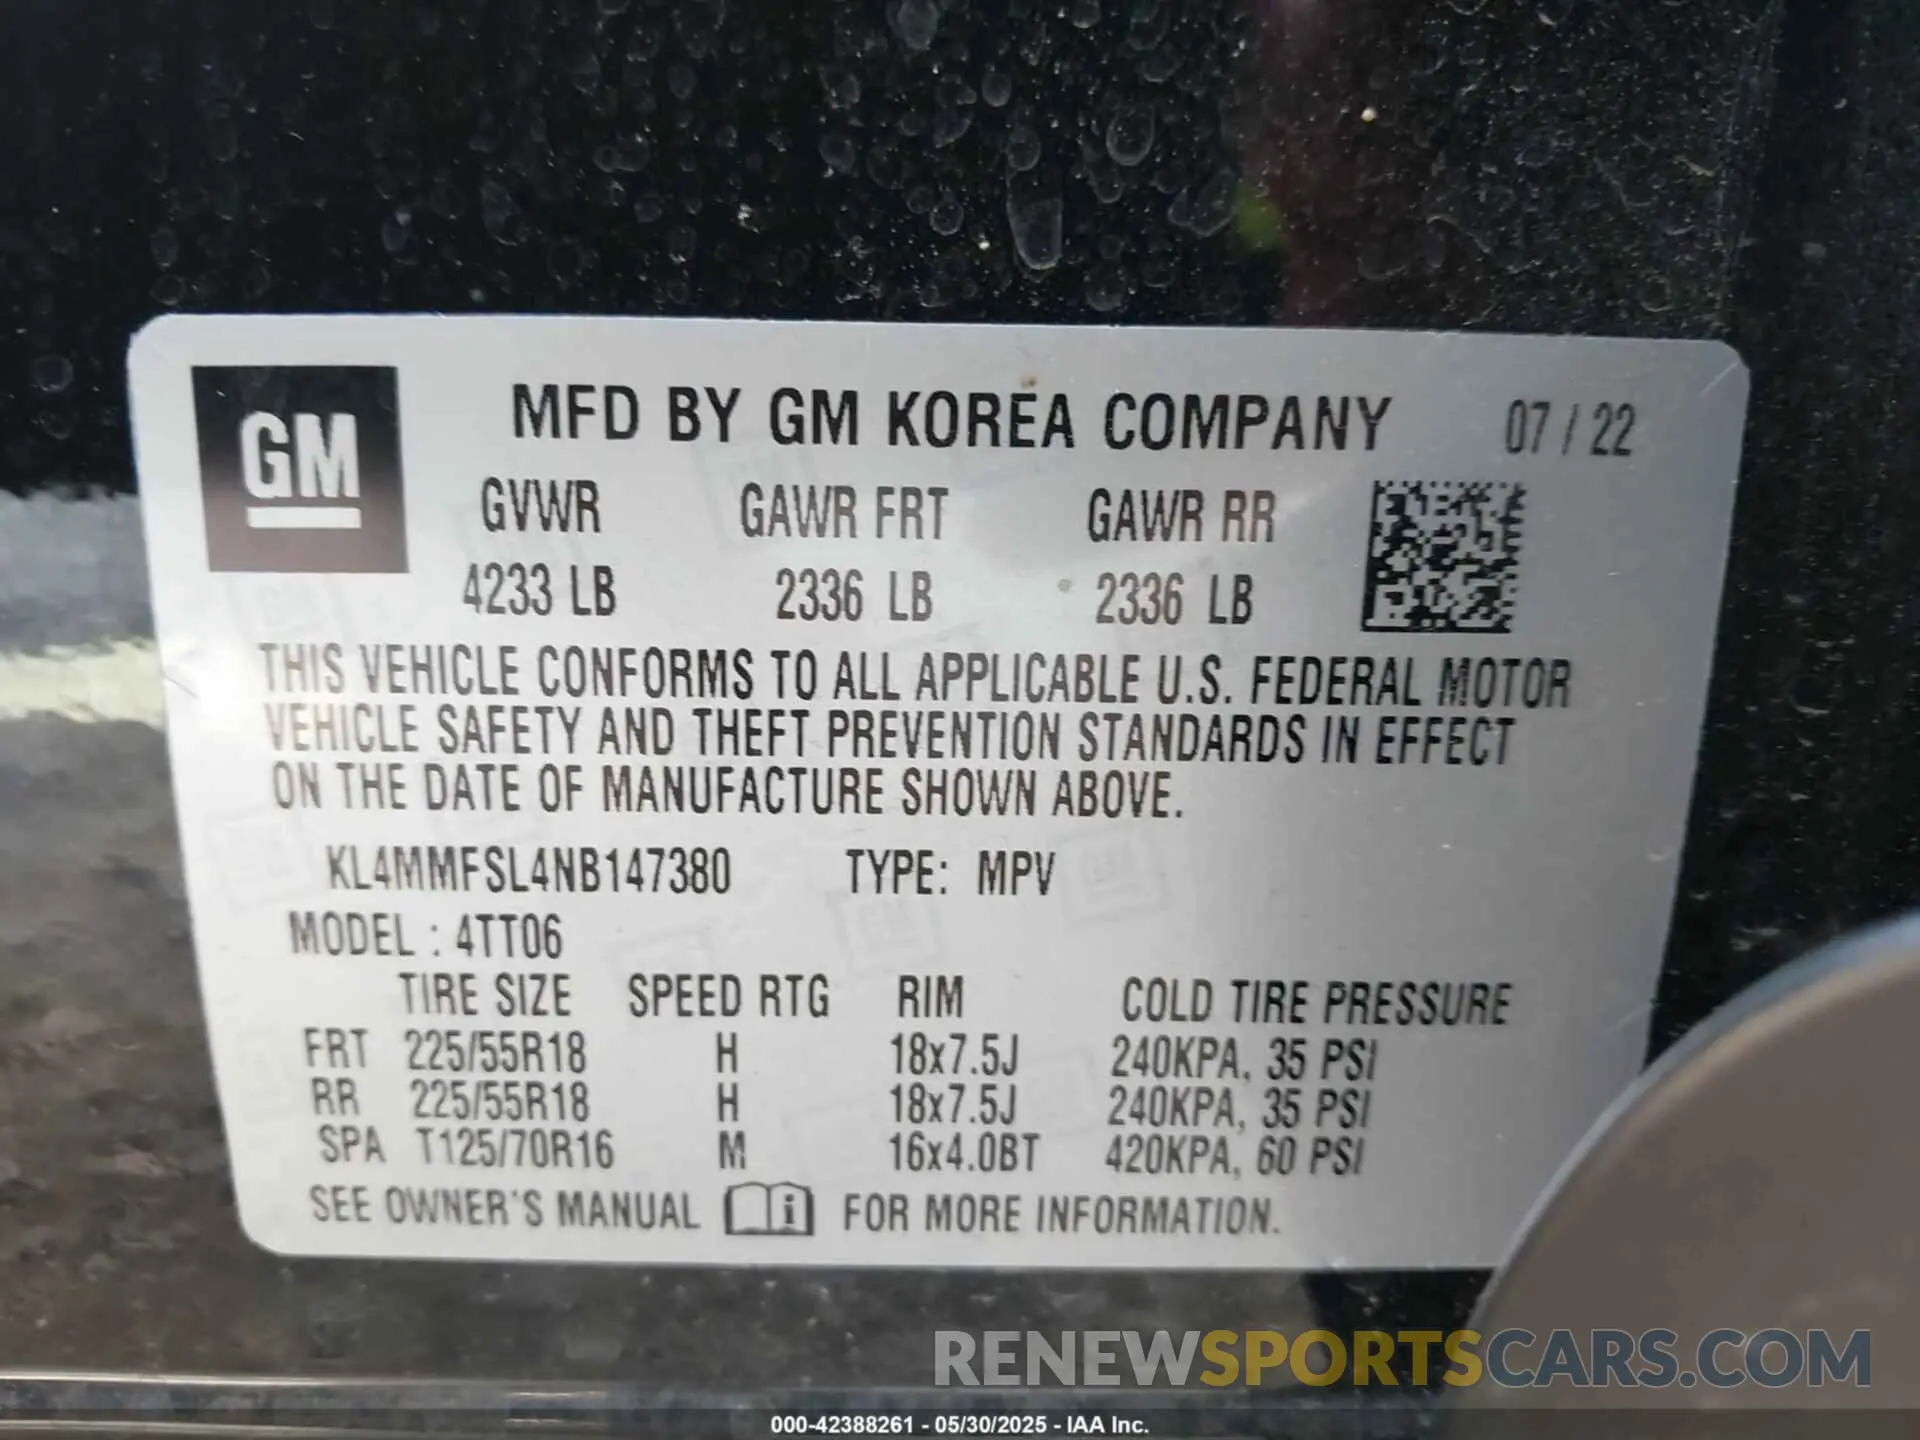 GM
MFD BY GM KOREA COMPANY 07 / 22
GVWR GAWR FRT GAWR RR
4233 LB 2336 LB 2336 LB
THIS VEHICLE CONFORMS TO ALL APPLICABLE U.S. FEDERAL MOTOR
VEHICLE SAFETY AND THEFT PREVENTION STANDARDS IN EFFECT
ON THE DATE OF MANUFACTURE SHOWN ABOVE.
KL4MMFSL4NB147380 TYPE: MPV
MODEL : 4TT06
TIRE SIZE SPEED RTG RIM COLD TIRE PRESSURE
FRT 225/55R18 H 18x7.5J 240KPA, 35 PSI
RR 225/55R18 H 18x7.5J 240KPA, 35 PSI
SPA T125/70R16 M 16x4.0BT 420KPA, 60 PSI
SEE OWNER'S MANUAL i FOR MORE INFORMATION.
RENEWSPORTSCARS.COM
000-42388261 - 05/30/2025 - IAA Inc.